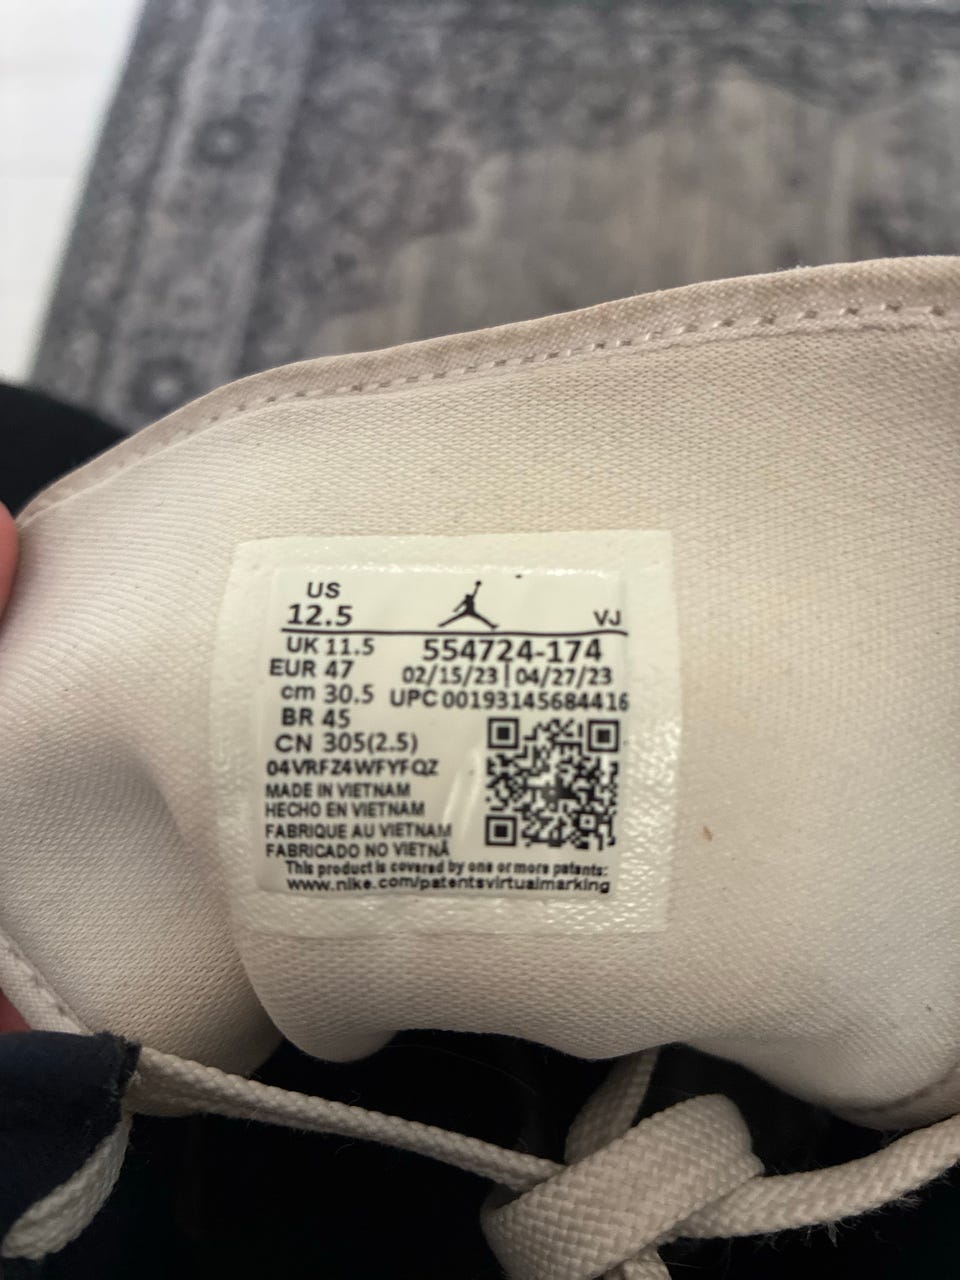 US
12.5
VJ
UK 11.5
EUR 47
cm 30.5
BR 45
CN 305(2.5)
554724-174
02/15/23|04/27/23
UPC 00193145684416
04VRFZ4WFYFQZ
MADE IN VIETNAM
HECHO EN VIETNAM
FABRIQUE AU VIETNAM
FABRICADO NO VIETNÃ
This product is covered by one or more patents:
www.nike.com/patentsvirtualmarking